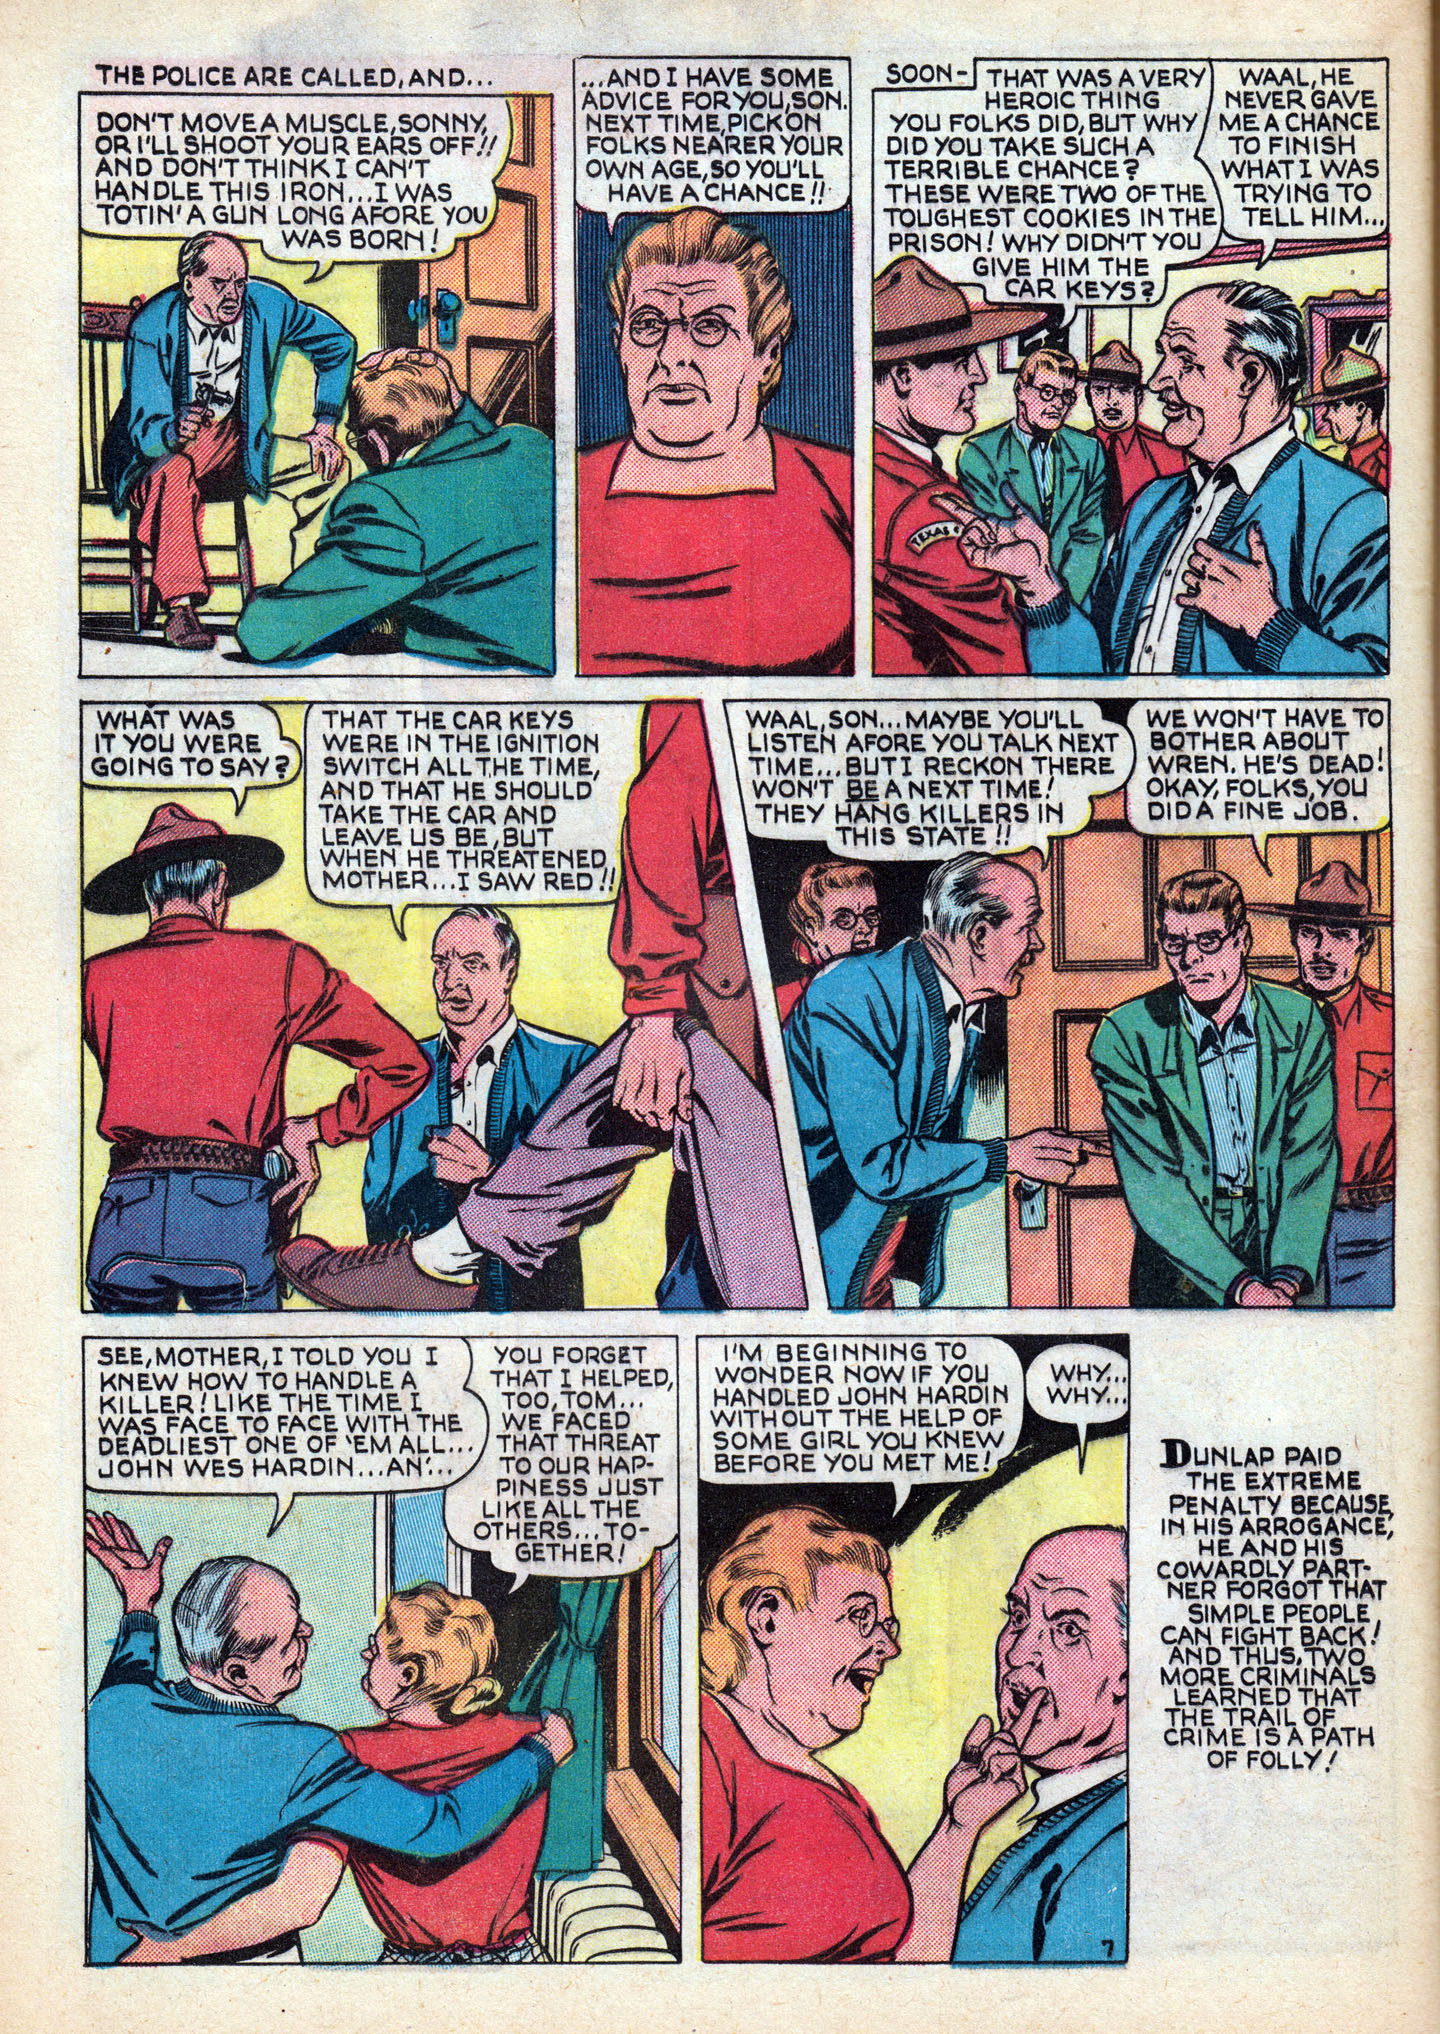 THE POLICE ARE CALLED, AND...
DON'T MOVE A MUSCLE, SONNY,
OR I'LL SHOOT YOUR EARS OFF!!
AND DON'T THINK I CAN'T
HANDLE THIS IRON...I WAS
TOTIN' A GUN LONG AFORE YOU
WAS BORN!
...AND I HAVE SOME
ADVICE FOR YOU, SON.
NEXT TIME, PICK ON
FOLKS NEARER YOUR
OWN AGE, SO YOU'LL
HAVE A CHANCE!!
SOON-
THAT WAS A VERY
HEROIC THING
YOU FOLKS DID, BUT WHY
DID YOU TAKE SUCH A
TERRIBLE CHANCE?
THESE WERE TWO OF THE
TOUGHEST COOKIES IN THE
PRISON! WHY DIDN'T YOU
GIVE HIM THE
CAR KEYS?
WAAL, HE
NEVER GAVE
ME A CHANCE
TO FINISH
WHAT I WAS
TRYING TO
TELL HIM...
TEXAS
WHAT WAS
IT YOU WERE
GOING TO SAY?
THAT THE CAR KEYS
WERE IN THE IGNITION
SWITCH ALL THE TIME,
AND THAT HE SHOULD
TAKE THE CAR AND
LEAVE US BE, BUT
WHEN HE THREATENED
MOTHER...I SAW RED!!
WAAL, SON...MAYBE YOU'LL
LISTEN AFORE YOU TALK NEXT
TIME...BUT I RECKON THERE
WON'T BE A NEXT TIME!
THEY HANG KILLERS IN
THIS STATE!!
WE WON'T HAVE TO
BOTHER ABOUT
WREN. HE'S DEAD!
OKAY, FOLKS, YOU
DID A FINE JOB.
SEE, MOTHER, I TOLD YOU I
KNEW HOW TO HANDLE A
KILLER! LIKE THE TIME I
WAS FACE TO FACE WITH THE
DEADLIEST ONE OF 'EM ALL...
JOHN WES HARDIN...AN'...
YOU FORGET
THAT I HELPED,
TOO, TOM...
WE FACED
THAT THREAT
TO OUR HAP-
PINESS JUST
LIKE ALL THE
OTHERS...TO-
GETHER!
I'M BEGINNING TO
WONDER NOW IF YOU
HANDLED JOHN HARDIN
WITHOUT THE HELP OF
SOME GIRL YOU KNEW
BEFORE YOU MET ME!
WHY...
WHY...
7
DUNLAP PAID
THE EXTREME
PENALTY BECAUSE,
IN HIS ARROGANCE,
HE AND HIS
COWARDLY PART-
NER FORGOT THAT
SIMPLE PEOPLE
CAN FIGHT BACK!
AND THUS, TWO
MORE CRIMINALS
LEARNED THAT
THE TRAIL OF
CRIME IS A PATH
OF FOLLY!